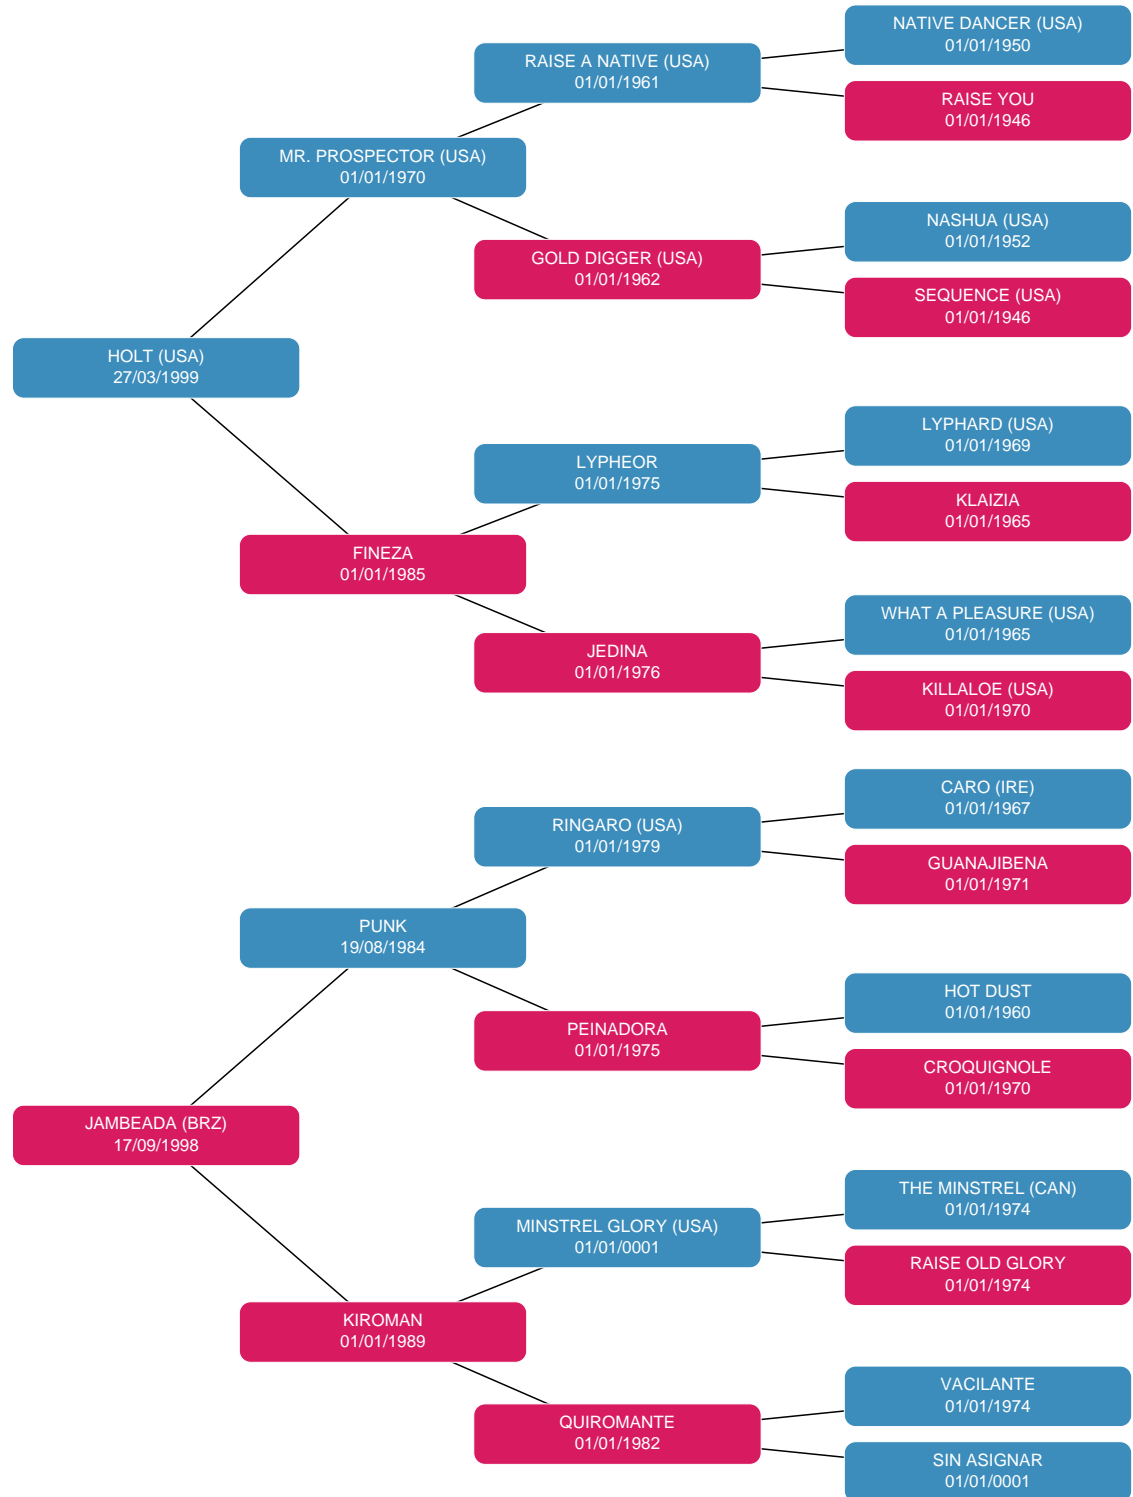 NATIVE DANCER (USA)
01/01/1950
RAISE A NATIVE (USA)
01/01/1961
RAISE YOU
01/01/1946
MR. PROSPECTOR (USA)
01/01/1970
NASHUA (USA)
01/01/1952
GOLD DIGGER (USA)
01/01/1962
SEQUENCE (USA)
01/01/1946
HOLT (USA)
27/03/1999
LYPHARD (USA)
01/01/1969
LYPHEOR
01/01/1975
KLAIZIA
01/01/1965
FINEZA
01/01/1985
WHAT A PLEASURE (USA)
01/01/1965
JEDINA
01/01/1976
KILLALOE (USA)
01/01/1970
CARO (IRE)
01/01/1967
RINGARO (USA)
01/01/1979
GUANAJIBENA
01/01/1971
PUNK
19/08/1984
HOT DUST
01/01/1960
PEINADORA
01/01/1975
CROQUIGNOLE
01/01/1970
JAMBEADA (BRZ)
17/09/1998
THE MINSTREL (CAN)
01/01/1974
MINSTREL GLORY (USA)
01/01/0001
RAISE OLD GLORY
01/01/1974
KIROMAN
01/01/1989
VACILANTE
01/01/1974
QUIROMANTE
01/01/1982
SIN ASIGNAR
01/01/0001